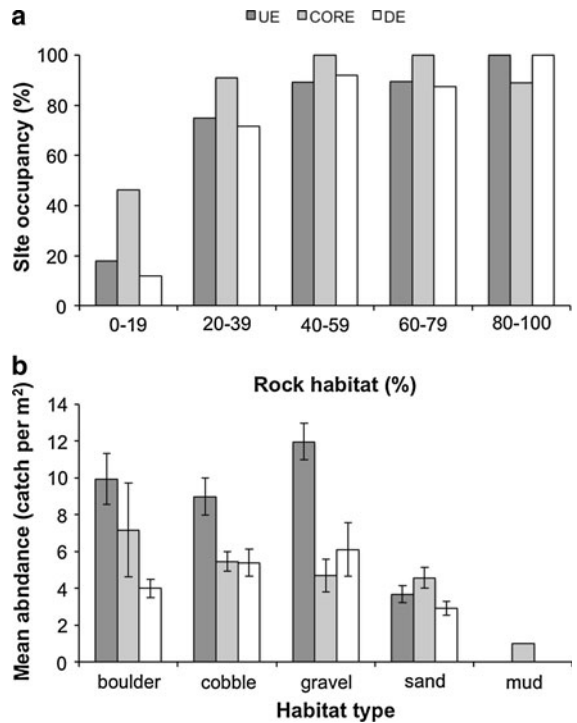 a
UE CORE DE
SIte occupancy (%)
100
80
60
40
20
0
0-19 20-39 40-59 60-79 80-100
Rock habitat (%)
b
Mean abndance (catch per m²)
14
12
10
8
6
4
2
0
boulder cobble gravel sand mud
Habitat type